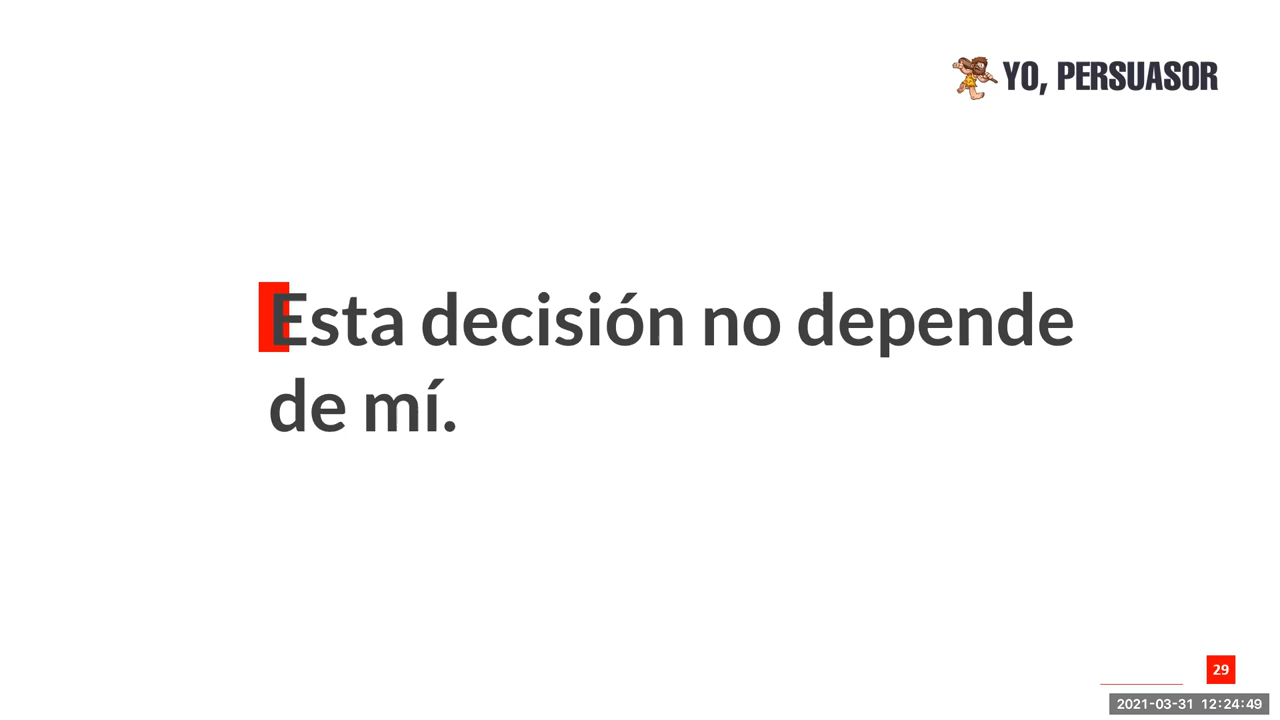 YO, PERSUASOR
Esta decisión no depende
de mí.
29
2021-03-31 12:24:49